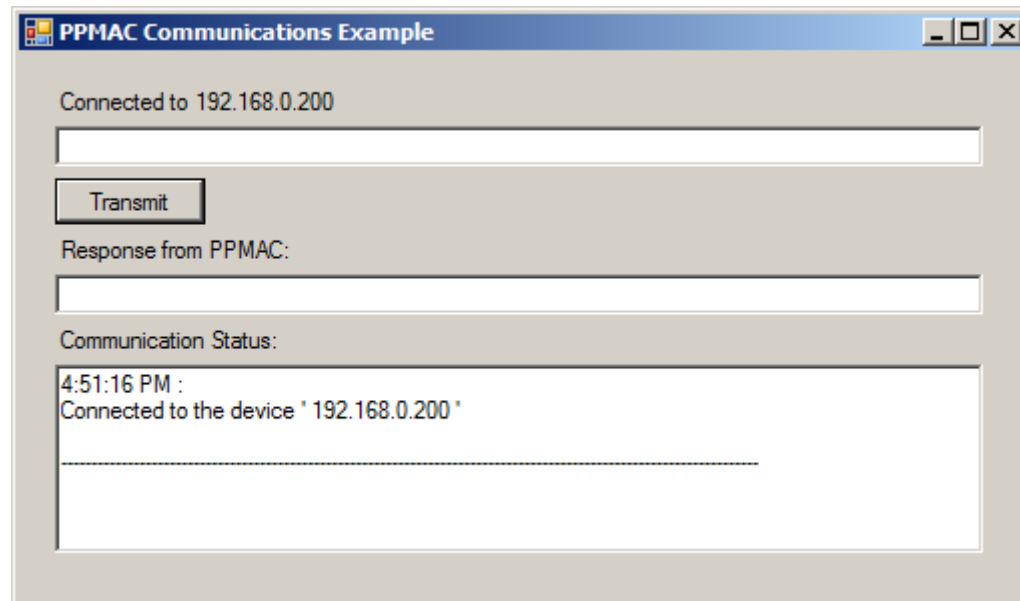 PPMAC Communications Example
Connected to 192.168.0.200
Transmit
Response from PPMAC:
Communication Status:
4:51:16 PM :
Connected to the device ' 192.168.0.200 '
--------------------------------------------------------------------------------------------------------------------